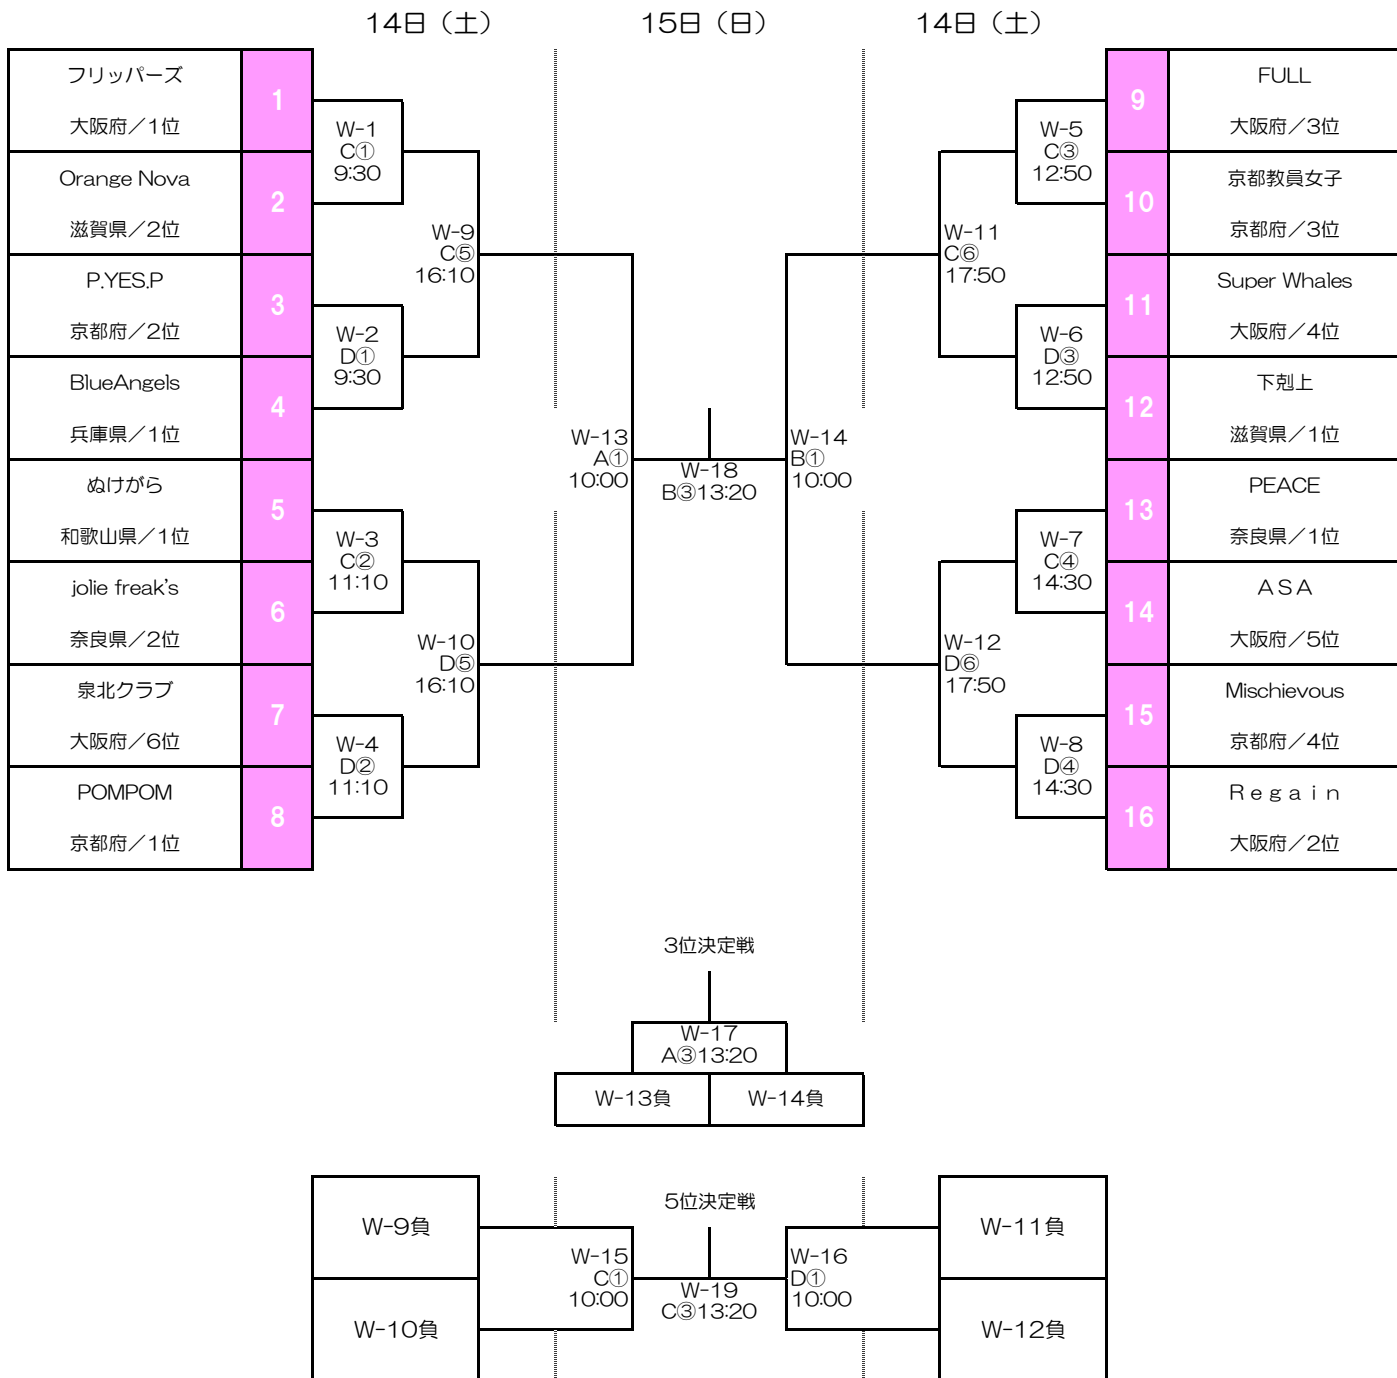 14日（土）
15日（日）
14日（土）
フリッパーズ
大阪府／1位
1
Orange Nova
滋賀県／2位
2
P.YES.P
京都府／2位
3
BlueAngels
兵庫県／1位
4
ぬけがら
和歌山県／1位
5
jolie freak's
奈良県／2位
6
泉北クラブ
大阪府／6位
7
POMPOM
京都府／1位
8
W-1
C①
9:30
W-2
D①
9:30
W-3
C②
11:10
W-4
D②
11:10
W-9
C⑤
16:10
W-10
D⑤
16:10
W-13
A①
10:00
W-18
B③13:20
W-14
B①
10:00
W-11
C⑥
17:50
W-12
D⑥
17:50
W-5
C③
12:50
W-6
D③
12:50
W-7
C④
14:30
W-8
D④
14:30
9
FULL
大阪府／3位
10
京都教員女子
京都府／3位
11
Super Whales
大阪府／4位
12
下剋上
滋賀県／1位
13
PEACE
奈良県／1位
14
ASA
大阪府／5位
15
Mischievous
京都府／4位
16
Regain
大阪府／2位
3位決定戦
W-17
A③13:20
W-13負
W-14負
5位決定戦
W-9負
W-10負
W-15
C①
10:00
W-19
C③13:20
W-16
D①
10:00
W-11負
W-12負